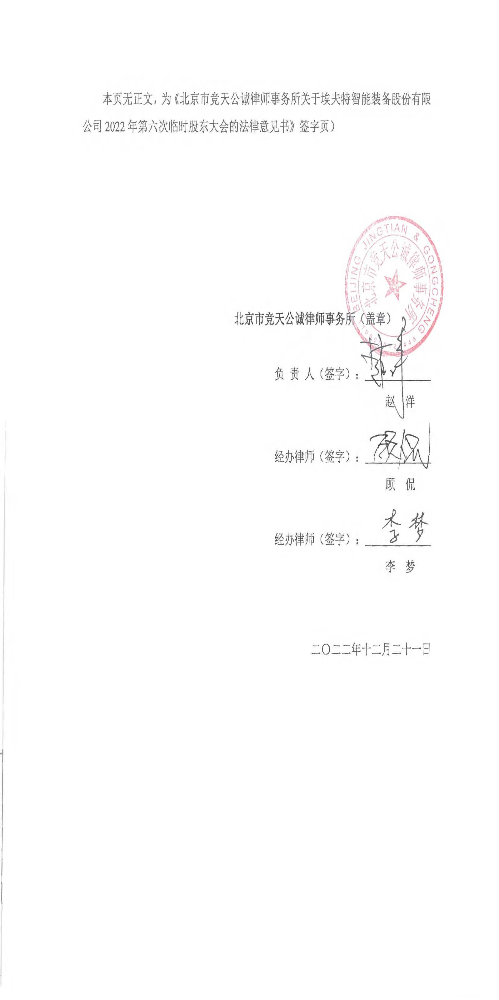 本页无正文，为《北京市竞天公诚律师事务所关于埃夫特智能装备股份有限
公司 2022 年第六次临时股东大会的法律意见书》签字页）
BEIJING JINGTIAN & GONGCHENG
北京市竞天公诚律师事务所
北京市竞天公诚律师事务所（盖章）
负 责 人（签字）：
赵 洋
经办律师（签字）：顾侃
顾 侃
经办律师（签字）：李梦
李 梦
二〇二二年十二月二十一日